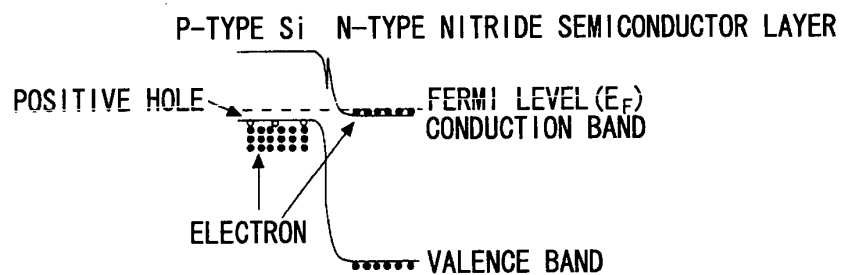 P-TYPE Si N-TYPE NITRIDE SEMICONDUCTOR LAYER
POSITIVE HOLE
FERMI LEVEL(EF)
CONDUCTION BAND
ELECTRON
VALENCE BAND